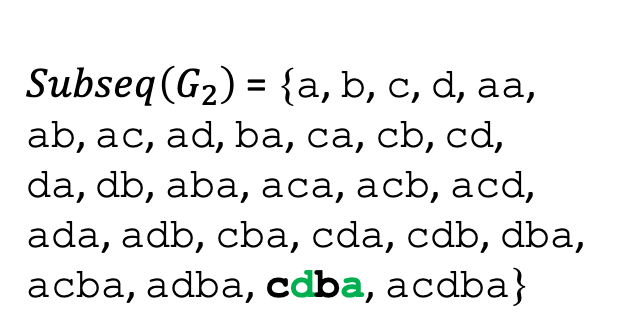 Subseq(G₂) = {a, b, c, d, aa,
ab, ac, ad, ba, ca, cb, cd,
da, db, aba, aca, acb, acd,
ada, adb, cba, cda, cdb, dba,
acba, adba, cdba, acdba}